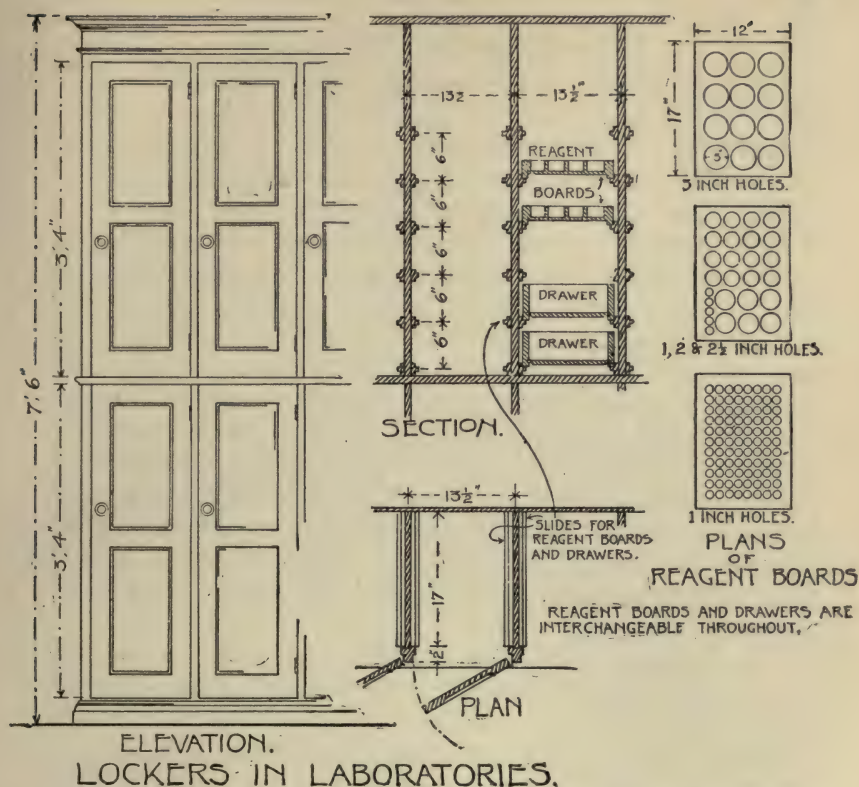 7'. 6"
3'. 4"
3'. 4"
ELEVATION.
13½
13½"
6"
6"
6"
6"
6"
REAGENT
BOARDS
DRAWER
DRAWER
SECTION.
13½"
17"
2"
SLIDES FOR
REAGENT BOARDS
AND DRAWERS.
PLAN
12"
17"
3"
3 INCH HOLES.
1, 2 & 2½ INCH HOLES.
1 INCH HOLES.
PLANS
OF
REAGENT BOARDS
REAGENT BOARDS AND DRAWERS ARE
INTERCHANGEABLE THROUGHOUT.
LOCKERS IN LABORATORIES.